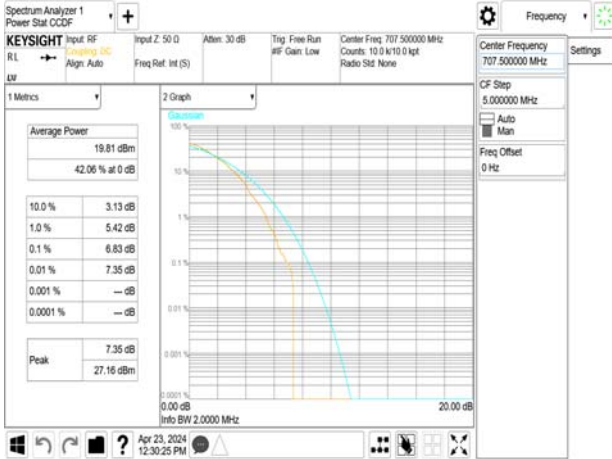 Spectrum Analyzer 1
Power Stat CCDF
Frequency
KEYSIGHT
Input: RF
Input Z: 50 Ω
Atten: 30 dB
Trig: Free Run
Center Freq: 707.500000 MHz
RL
Coupling: DC
#IF Gain: Low
Counts: 10.0 k/10.0 kpt
Align: Auto
Freq Ref: Int (S)
Radio Std: None
LW
Center Frequency
707.500000 MHz
Settings
CF Step
5.000000 MHz
Auto
Man
Freq Offset
0 Hz
1 Metrics
2 Graph
Average Power
19.81 dBm
42.06 % at 0 dB
10.0 % 3.13 dB
1.0 % 5.42 dB
0.1 % 6.83 dB
0.01 % 7.35 dB
0.001 % --- dB
0.0001 % --- dB
Peak
7.35 dB
27.16 dBm
Gaussian
100 %
10 %
1 %
0.1 %
0.01 %
0.001 %
0.0001 %
0.00 dB
20.00 dB
Info BW 2.0000 MHz
?
Apr 23, 2024
12:30:25 PM